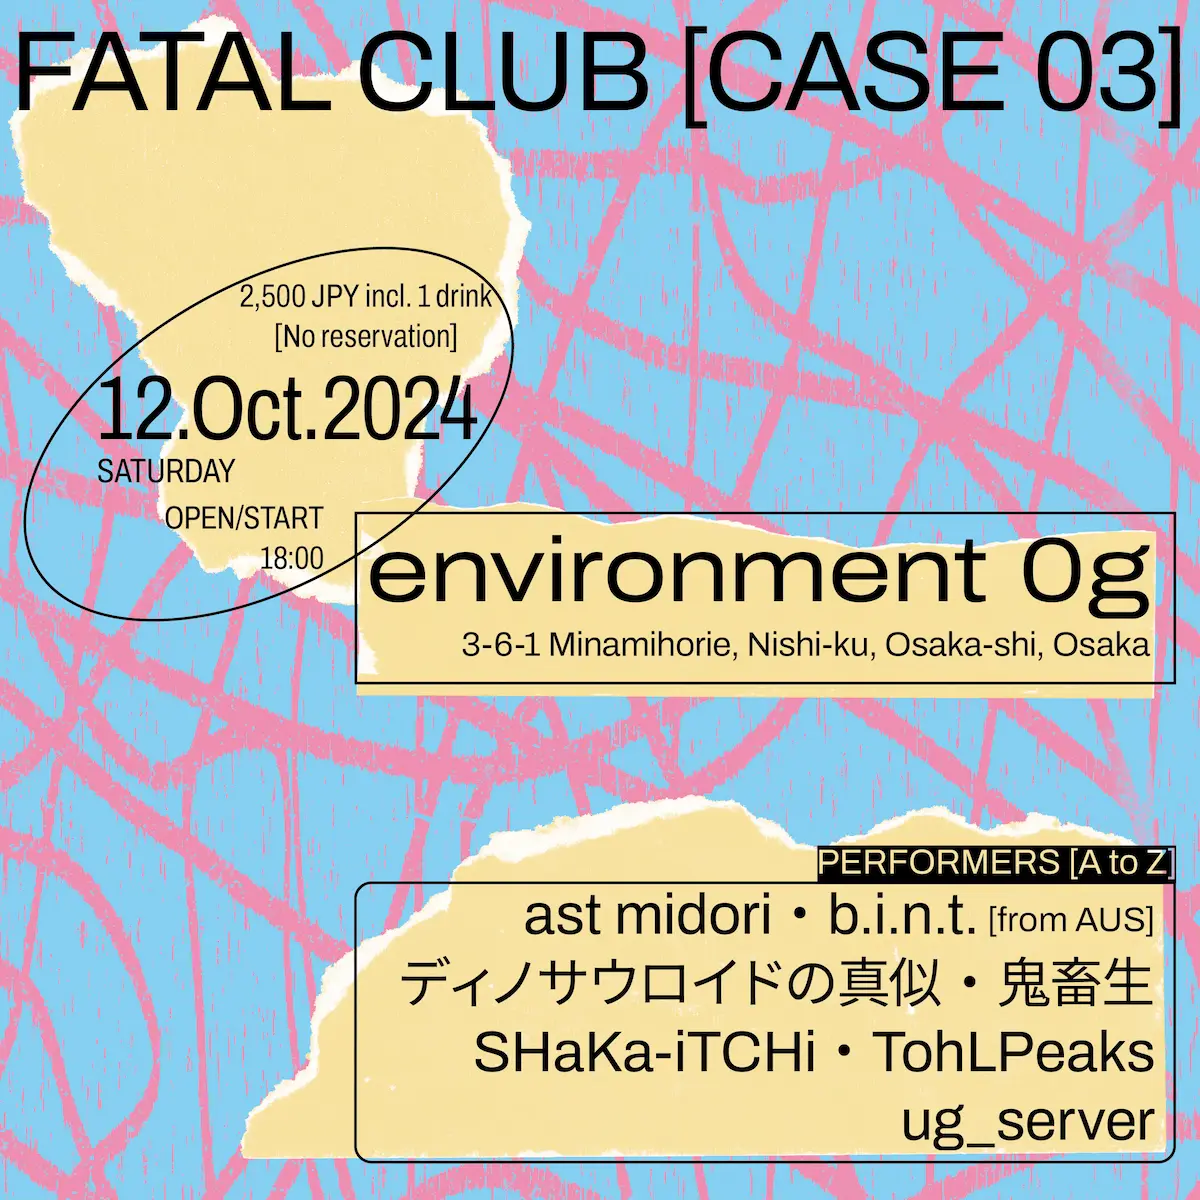 FATAL CLUB [CASE 03]
2,500 JPY incl. 1 drink
[No reservation]
12.Oct.2024
SATURDAY
OPEN/START
18:00
environment 0g
3-6-1 Minamihorie, Nishi-ku, Osaka-shi, Osaka
PERFORMERS [A to Z]
ast midori・b.i.n.t. [from AUS]
ディノサウロイドの真似・鬼畜生
SHaKa-iTCHi・TohLPeaks
ug_server